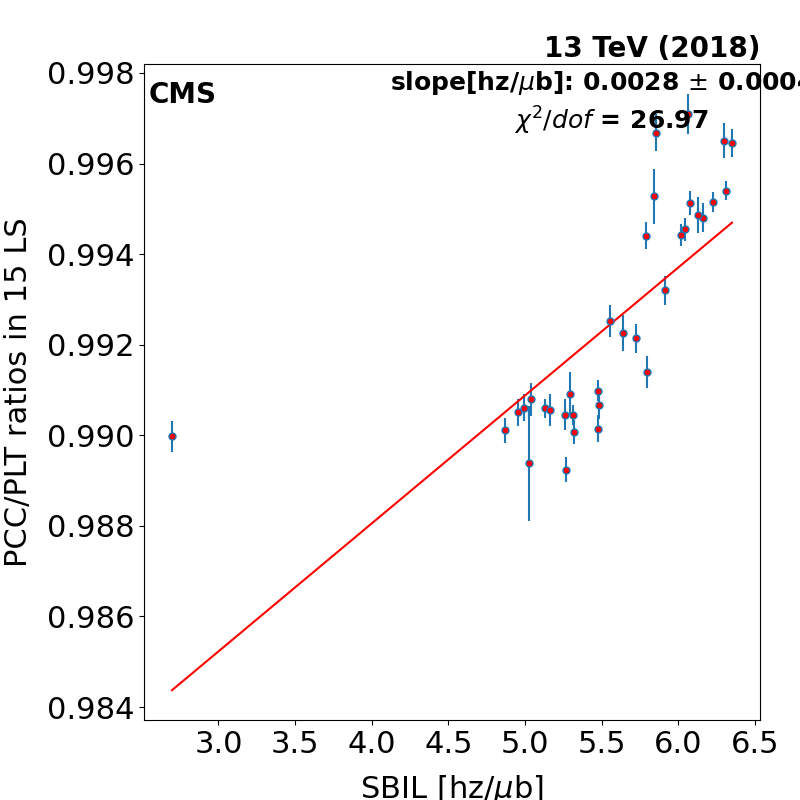 13 TeV (2018)
CMS
slope[hz/μb]: 0.0028 ± 0.0004
χ²/dof = 26.97
PCC/PLT ratios in 15 LS
0.998
0.996
0.994
0.992
0.990
0.988
0.986
0.984
3.0 3.5 4.0 4.5 5.0 5.5 6.0 6.5
SBIL [hz/μb]